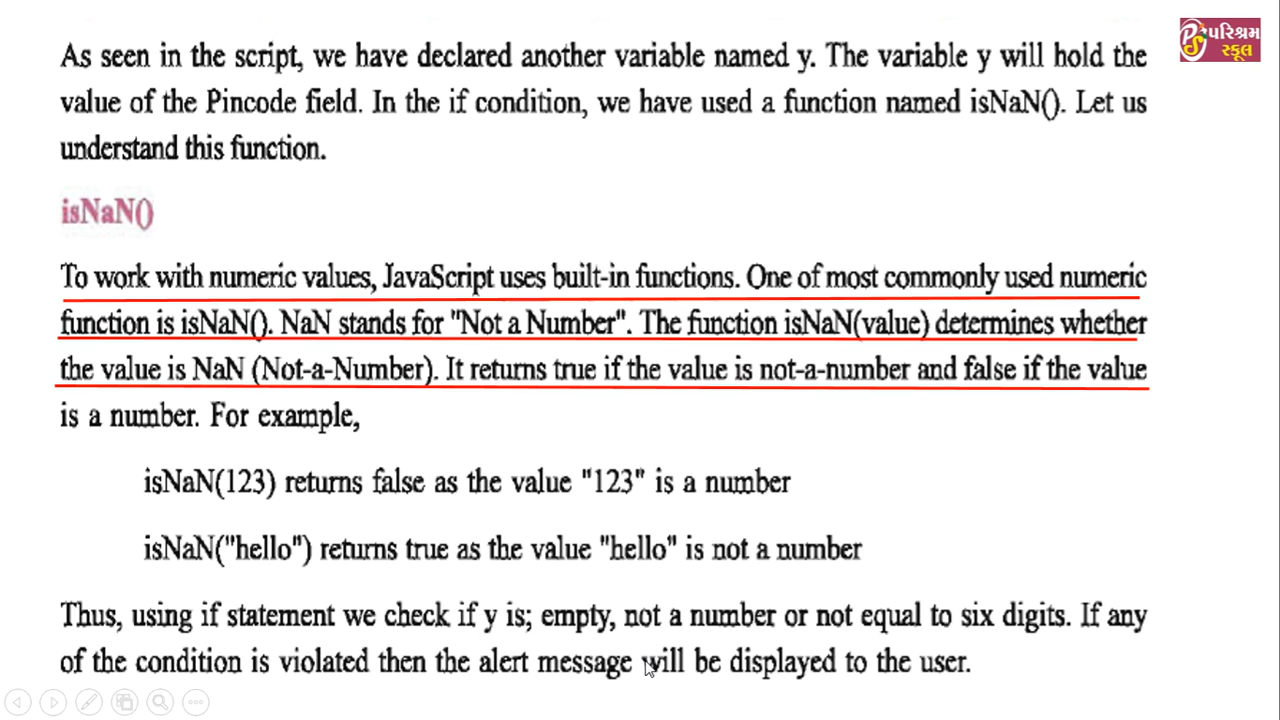 પરિશ્રમ
સ્કૂલ
As seen in the script, we have declared another variable named y. The variable y will hold the
value of the Pincode field. In the if condition, we have used a function named isNaN(). Let us
understand this function.
isNaN()
To work with numeric values, JavaScript uses built-in functions. One of most commonly used numeric
function is isNaN(). NaN stands for "Not a Number". The function isNaN(value) determines whether
the value is NaN (Not-a-Number). It returns true if the value is not-a-number and false if the value
is a number. For example,
isNaN(123) returns false as the value "123" is a number
isNaN("hello") returns true as the value "hello" is not a number
Thus, using if statement we check if y is; empty, not a number or not equal to six digits. If any
of the condition is violated then the alert message will be displayed to the user.